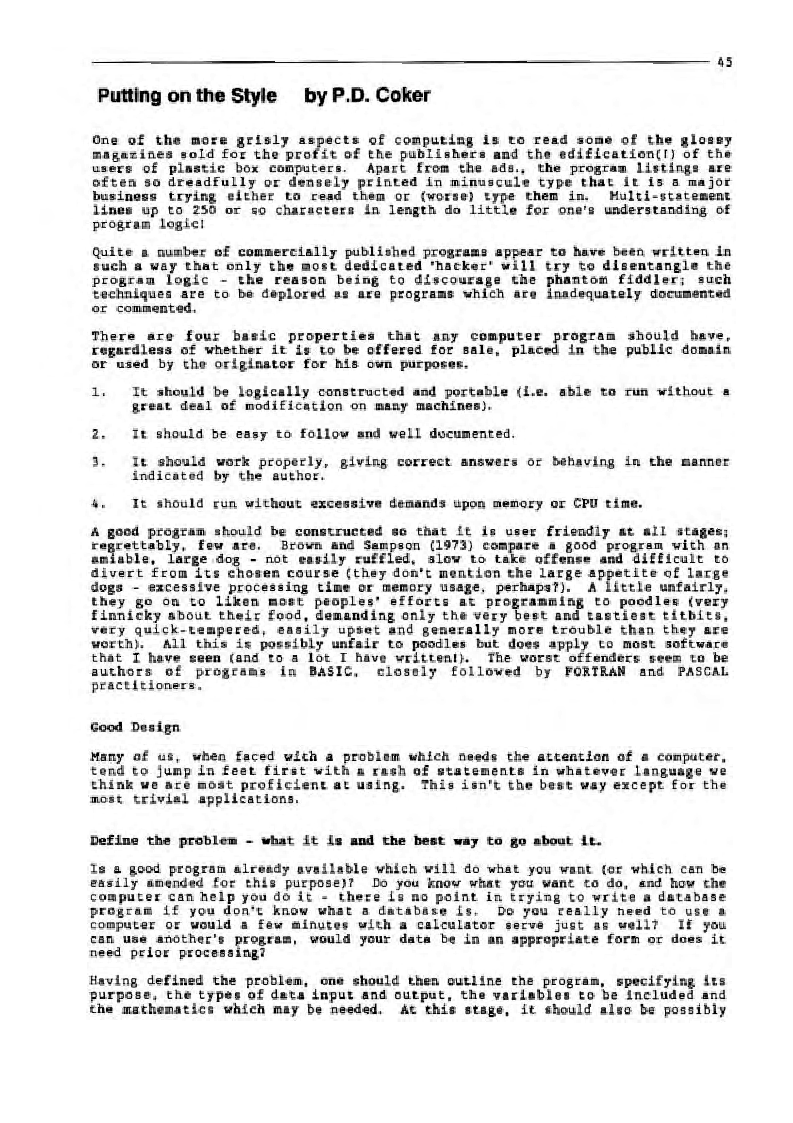 45
Putting on the Style by P.D. Coker
One of the more grisly aspects of computing is to read some of the glossy
magazines sold for the profit of the publishers and the edification(!) of the
users of plastic box computers. Apart from the ads., the program listings are
often so dreadfully or densely printed in minuscule type that it is a major
business trying either to read them or (worse) type them in. Multi-statement
lines up to 250 or so characters in length do little for one's understanding of
program logic!
Quite a number of commercially published programs appear to have been written in
such a way that only the most dedicated 'hacker' will try to disentangle the
program logic - the reason being to discourage the phantom fiddler; such
techniques are to be deplored as are programs which are inadequately documented
or commented.
There are four basic properties that any computer program should have,
regardless of whether it is to be offered for sale, placed in the public domain
or used by the originator for his own purposes.
1. It should be logically constructed and portable (i.e. able to run without a
great deal of modification on many machines).
2. It should be easy to follow and well documented.
3. It should work properly, giving correct answers or behaving in the manner
indicated by the author.
4. It should run without excessive demands upon memory or CPU time.
A good program should be constructed so that it is user friendly at all stages;
regrettably, few are. Brown and Sampson (1973) compare a good program with an
amiable, large dog - not easily ruffled, slow to take offense and difficult to
divert from its chosen course (they don't mention the large appetite of large
dogs - excessive processing time or memory usage, perhaps?). A little unfairly,
they go on to liken most peoples' efforts at programming to poodles (very
finnicky about their food, demanding only the very best and tastiest titbits,
very quick-tempered, easily upset and generally more trouble than they are
worth). All this is possibly unfair to poodles but does apply to most software
that I have seen (and to a lot I have written!). The worst offenders seem to be
authors of programs in BASIC, closely followed by FORTRAN and PASCAL
practitioners.
Good Design
Many of us, when faced with a problem which needs the attention of a computer,
tend to jump in feet first with a rash of statements in whatever language we
think we are most proficient at using. This isn't the best way except for the
most trivial applications.
Define the problem - what it is and the best way to go about it.
Is a good program already available which will do what you want (or which can be
easily amended for this purpose)? Do you know what you want to do, and how the
computer can help you do it - there is no point in trying to write a database
program if you don't know what a database is. Do you really need to use a
computer or would a few minutes with a calculator serve just as well? If you
can use another's program, would your data be in an appropriate form or does it
need prior processing?
Having defined the problem, one should then outline the program, specifying its
purpose, the types of data input and output, the variables to be included and
the mathematics which may be needed. At this stage, it should also be possibly